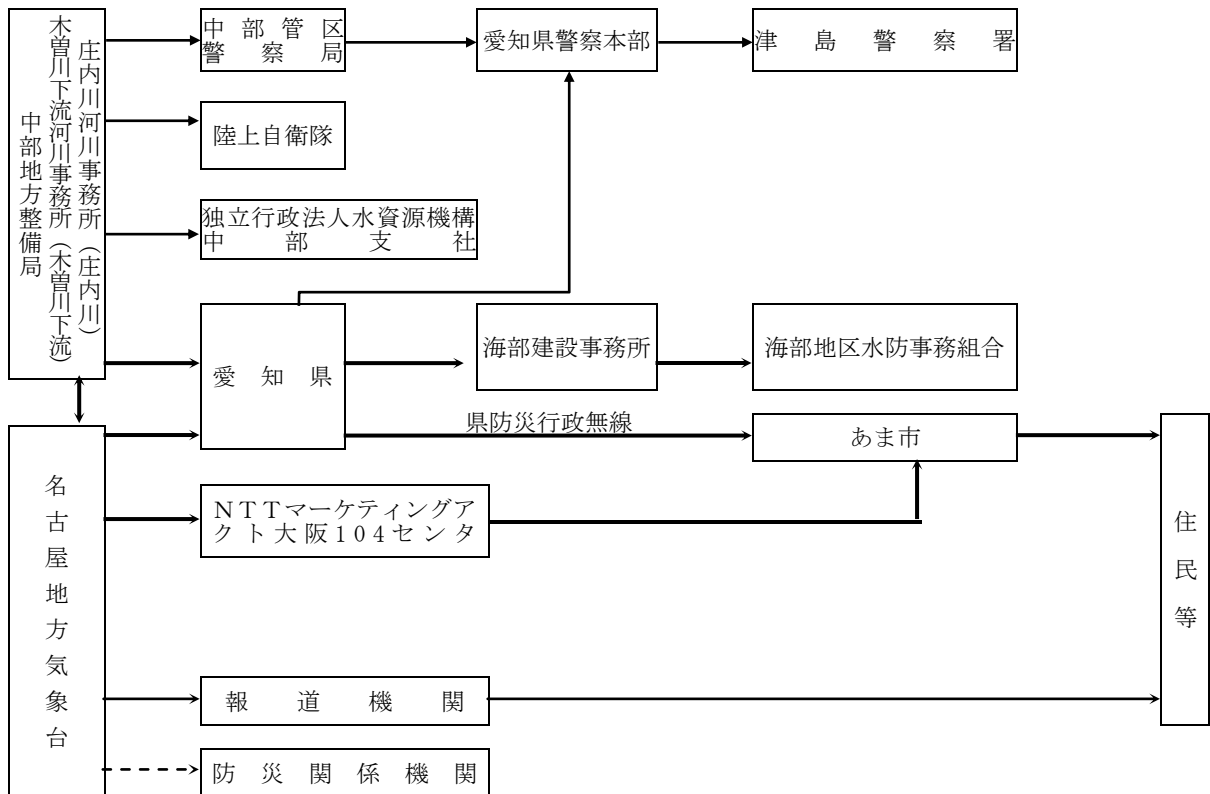 庄内川河川事務所（庄内川）
木曽川下流河川事務所（木曽川下流）
中部地方整備局
中部管区
警察局
愛知県警察本部
津島警察署
陸上自衛隊
独立行政法人水資源機構
中部支社
愛知県
海部建設事務所
海部地区水防事務組合
県防災行政無線
あま市
名古屋地方気象台
ＮＴＴマーケティングア
クト大阪104センタ
住民等
報道機関
防災関係機関